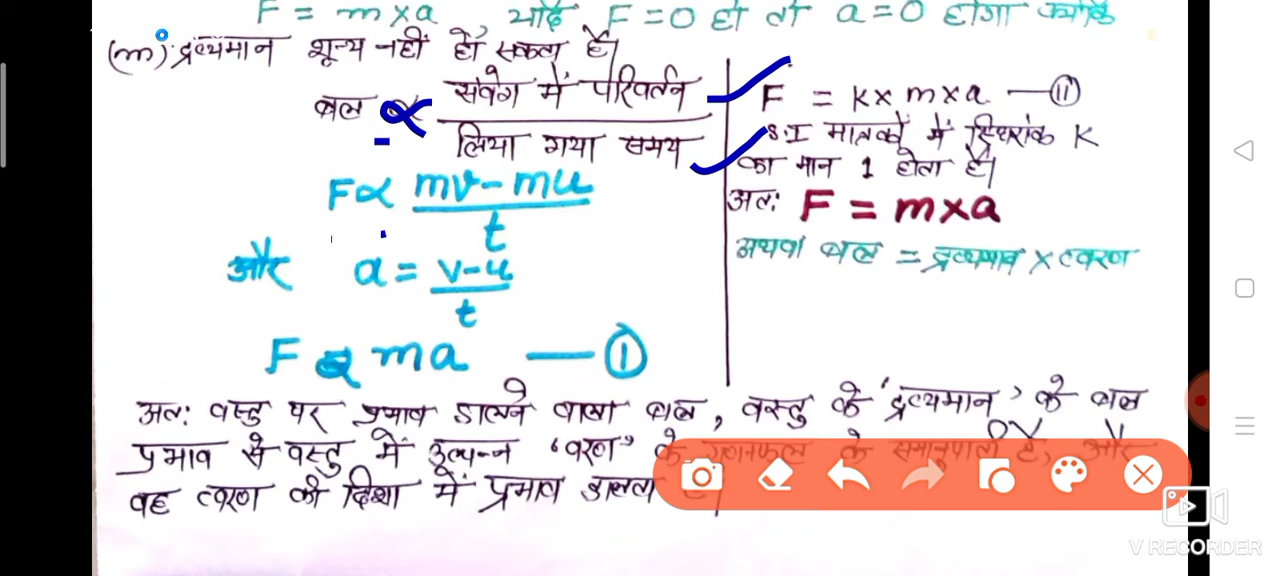 F = m x a, यदि F = 0 हो तो a = 0 होगा क्योंकि
(m) द्रव्यमान शून्य नहीं हो सकता है।
बल ∝ संवेग में परिवर्तन / लिया गया समय
F ∝ mv - mu / t
और a = v - u / t
F ∝ ma — ①
F = K x m x a — ⑪
S.I मात्रकों में स्थिरांक K
का मान 1 होता है।
अत: F = m x a
अथवा बल = द्रव्यमान x त्वरण
अत: वस्तु पर प्रभाव डालने वाला बल, वस्तु के 'द्रव्यमान' के बल
प्रभाव से वस्तु में उत्पन्न 'त्वरण' के गुणनफल के समानुपाती है, और
वह त्वरण की दिशा में प्रभाव डालता है।
V RECORDER